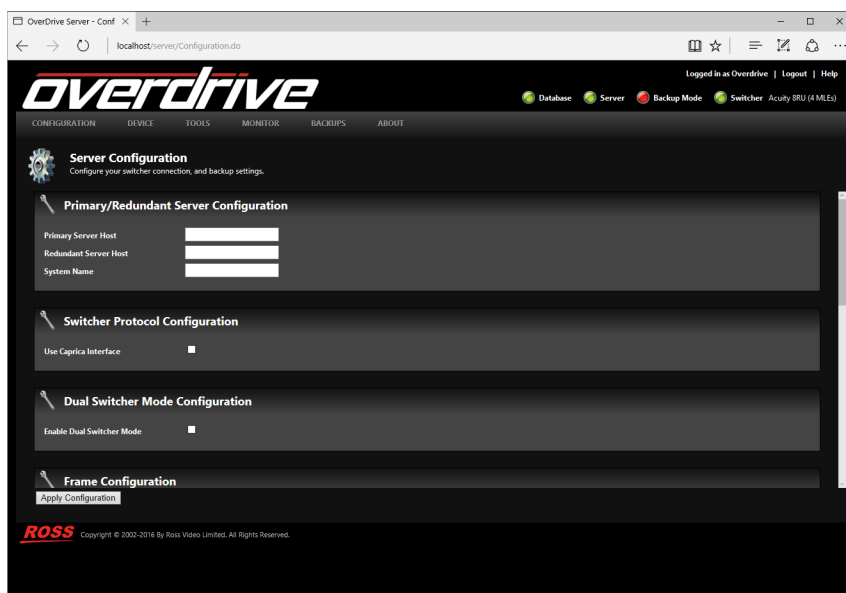 OverDrive Server - Conf
localhost/server/Configuration.do
overdrive
Logged in as Overdrive | Logout | Help
Database Server Backup Mode Switcher Acuity 8RU (4 MLEs)
CONFIGURATION DEVICE TOOLS MONITOR BACKUPS ABOUT
Server Configuration
Configure your switcher connection, and backup settings.
Primary/Redundant Server Configuration
Primary Server Host
Redundant Server Host
System Name
Switcher Protocol Configuration
Use Caprica Interface
Dual Switcher Mode Configuration
Enable Dual Switcher Mode
Frame Configuration
Apply Configuration
ROSS Copyright © 2002-2016 By Ross Video Limited. All Rights Reserved.